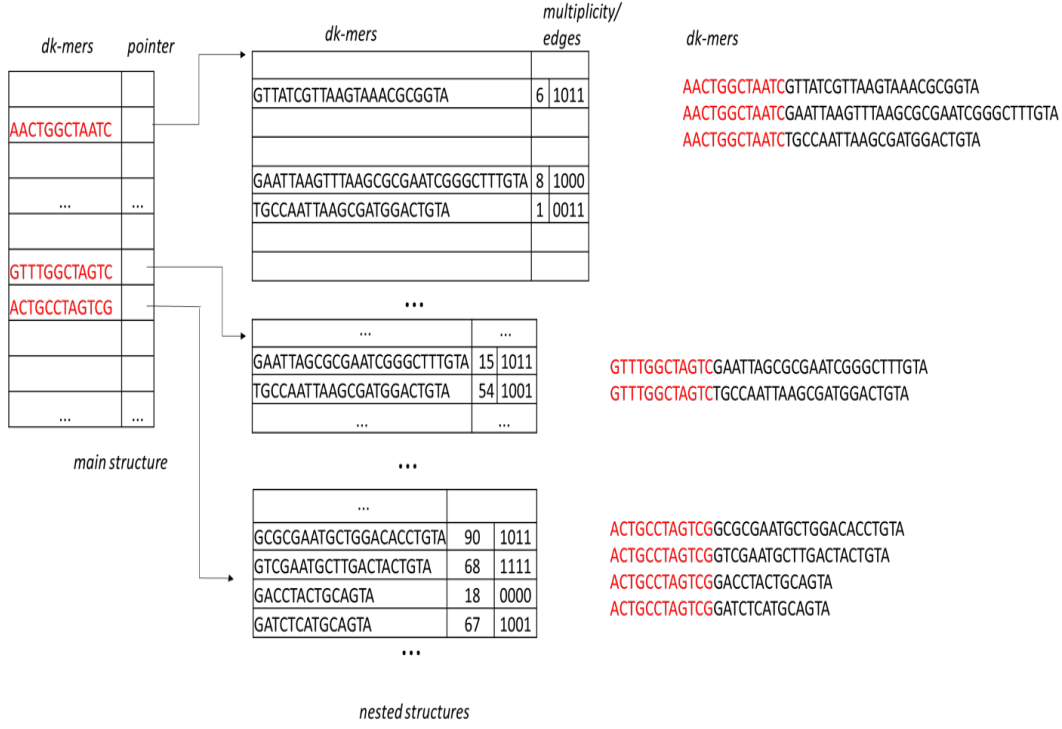 dk-mers pointer
AACTGGCTAATC
... ...
GTTTGGCTAGTC
ACTGCCTAGTCG
... ...
main structure
dk-mers multiplicity/
edges
GTTATCGTTAAGTAAACGCGGTA 6 1011
GAATTAAGTTTAAGCGCGAATCGGGCTTTGTA 8 1000
TGCCAATTAAGCGATGGACTGTA 1 0011
...
... ...
GAATTAGCGCGAATCGGGCTTTGTA 15 1011
TGCCAATTAAGCGATGGACTGTA 54 1001
... ...
...
...
GCGCGAATGCTGGACACCTGTA 90 1011
GTCGAATGCTTGACTACTGTA 68 1111
GACCTACTGCAGTA 18 0000
GATCTCATGCAGTA 67 1001
...
nested structures
dk-mers
AACTGGCTAATCGTTATCGTTAAGTAAACGCGGTA
AACTGGCTAATCGAATTAAGTTTAAGCGCGAATCGGGCTTTGTA
AACTGGCTAATCTGCCAATTAAGCGATGGACTGTA
GTTTGGCTAGTCGAATTAGCGCGAATCGGGCTTTGTA
GTTTGGCTAGTCTGCCAATTAAGCGATGGACTGTA
ACTGCCTAGTCGGCGCGAATGCTGGACACCTGTA
ACTGCCTAGTCGGTCGAATGCTTGACTACTGTA
ACTGCCTAGTCGGACCTACTGCAGTA
ACTGCCTAGTCGGATCTCATGCAGTA